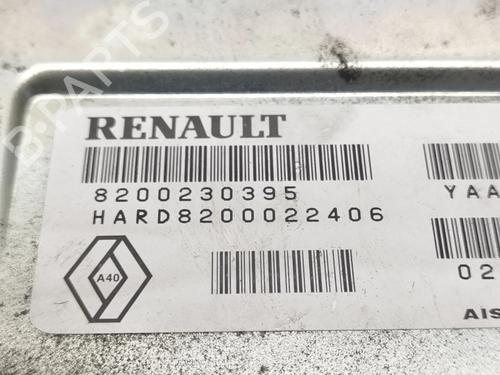 B-PARTS
RENAULT
8200230395
YAA
HARD8200022406
A40
02
AIS